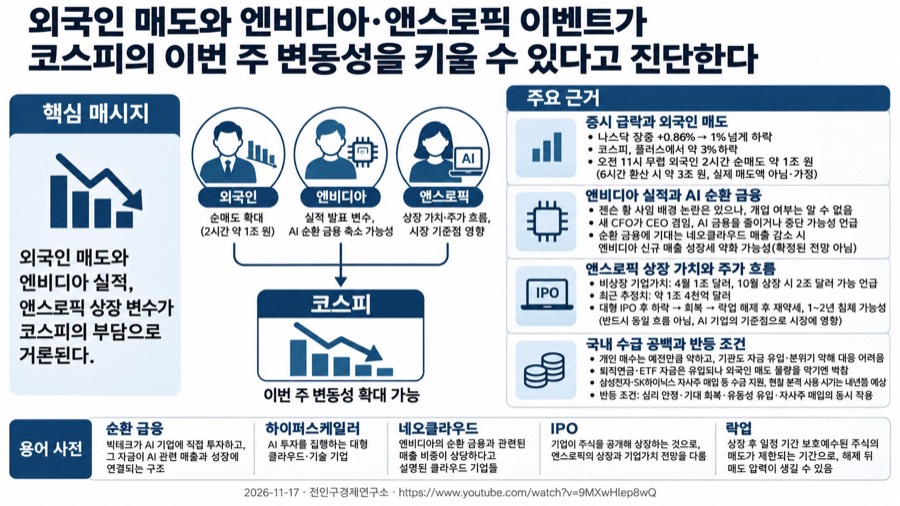 외국인 매도와 엔비디아·앤스로픽 이벤트가
코스피의 이번 주 변동성을 키울 수 있다고 진단한다
핵심 매시지
외국인 매도와
엔비디아 실적,
앤스로픽 상장 변수가
코스피의 부담으로
거론된다.
외국인
순매도 확대
(2시간 약 1조 원)
엔비디아
실적 발표 변수,
AI 순환 금융 축소 가능성
AI
앤스로픽
상장 가치·주가 흐름,
시장 기준점 영향
코스피
이번 주 변동성 확대 가능
주요 근거
증시 급락과 외국인 매도
• 나스닥 장중 +0.86% → 1% 넘게 하락
• 코스피, 플러스에서 약 3% 하락
• 오전 11시 무렵 외국인 2시간 순매도 약 1조 원
(6시간 환산 시 약 3조 원, 실제 매도액 아님·가정)
엔비디아 실적과 AI 순환 금융
• 젠슨 황 사임 배경 논란은 있으나, 개업 여부는 알 수 없음
• 새 CFO가 CEO 겸임, AI 금융을 줄이거나 중단 가능성 언급
• 순환 금융에 기대는 네오클라우드 매출 감소 시
엔비디아 신규 매출 성장세 약화 가능성(확정된 전망 아님)
IPO
앤스로픽 상장 가치와 주가 흐름
• 비상장 기업가치: 4월 1조 달러, 10월 상장 시 2조 달러 가능 언급
• 최근 추정치: 약 1조 4천억 달러
• 대형 IPO 후 하락 → 회복 → 락업 해제 후 재약세, 1~2년 침체 가능성
(반드시 동일 흐름 아님, AI 기업의 기준점으로 시장에 영향)
국내 수급 공백과 반등 조건
• 개인 매수는 예전만큼 약하고, 기관도 자금 유입·분위기 약해 대응 어려움
• 퇴직연금·ETF 자금은 유입되나 외국인 매도 물량을 막기엔 벅참
• 삼성전자·SK하이닉스 자사주 매입 등 수급 지원, 현찰 본격 사용 시기는 내년쯤 예상
• 반등 조건: 심리 안정·기대 회복·유동성 유입·자사주 매입의 동시 작용
용어 사전
순환 금융
빅테크가 AI 기업에 직접 투자하고,
그 자금이 AI 관련 매출과 성장에
연결되는 구조
하이퍼스케일러
AI 투자를 집행하는 대형
클라우드·기술 기업
네오클라우드
엔비디아의 순환 금융과 관련된
매출 비중이 상당하다고
설명된 클라우드 기업들
IPO
기업이 주식을 공개해 상장하는 것으로,
앤스로픽의 상장과 기업가치 전망을 다룸
락업
상장 후 일정 기간 보호예수된 주식의
매도가 제한되는 기간으로, 해제 뒤
매도 압력이 생길 수 있음
2026-11-17 · 전인구경제연구소 · https://www.youtube.com/watch?v=9MXwHlep8wQ